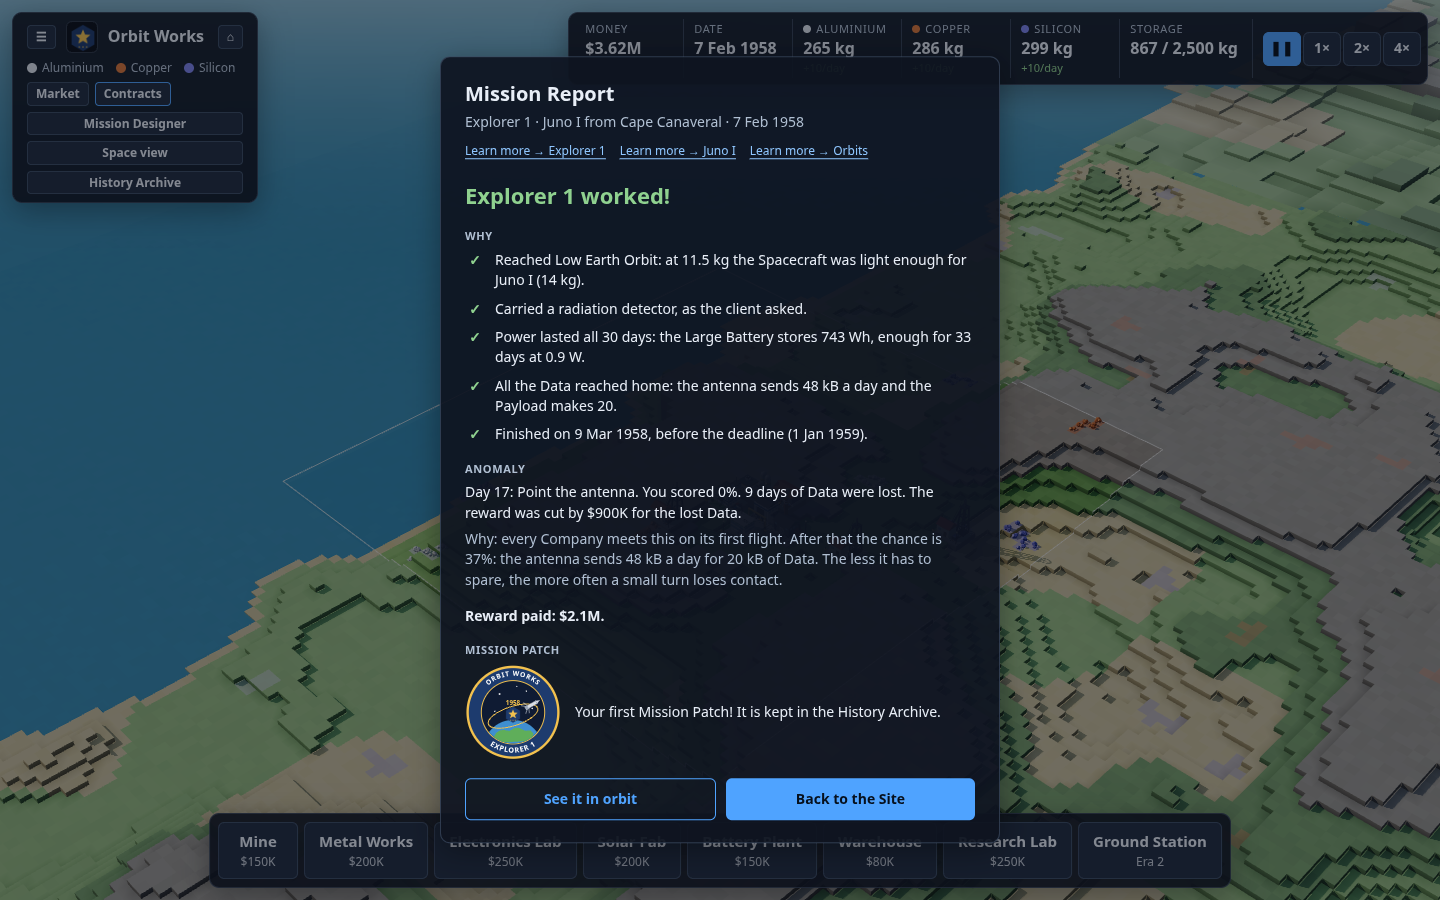 ☰ Orbit Works ⌂
Aluminium Copper Silicon
Market Contracts
Mission Designer
Space view
History Archive
MONEY
$3.62M
DATE
7 Feb 1958
ALUMINIUM
265 kg
COPPER
286 kg
SILICON
299 kg
+10/day
STORAGE
867 / 2,500 kg
1× 2× 4×
Mission Report
Explorer 1 · Juno I from Cape Canaveral · 7 Feb 1958
Learn more → Explorer 1 Learn more → Juno I Learn more → Orbits
Explorer 1 worked!
WHY
✓ Reached Low Earth Orbit: at 11.5 kg the Spacecraft was light enough for
Juno I (14 kg).
✓ Carried a radiation detector, as the client asked.
✓ Power lasted all 30 days: the Large Battery stores 743 Wh, enough for 33
days at 0.9 W.
✓ All the Data reached home: the antenna sends 48 kB a day and the
Payload makes 20.
✓ Finished on 9 Mar 1958, before the deadline (1 Jan 1959).
ANOMALY
Day 17: Point the antenna. You scored 0%. 9 days of Data were lost. The
reward was cut by $900K for the lost Data.
Why: every Company meets this on its first flight. After that the chance is
37%: the antenna sends 48 kB a day for 20 kB of Data. The less it has to
spare, the more often a small turn loses contact.
Reward paid: $2.1M.
MISSION PATCH
ORBIT WORKS
1958
EXPLORER 1
Your first Mission Patch! It is kept in the History Archive.
See it in orbit Back to the Site
Mine
$150K
Metal Works
$200K
Electronics Lab
$250K
Solar Fab
$200K
Battery Plant
$150K
Warehouse
$80K
Research Lab
$250K
Ground Station
Era 2